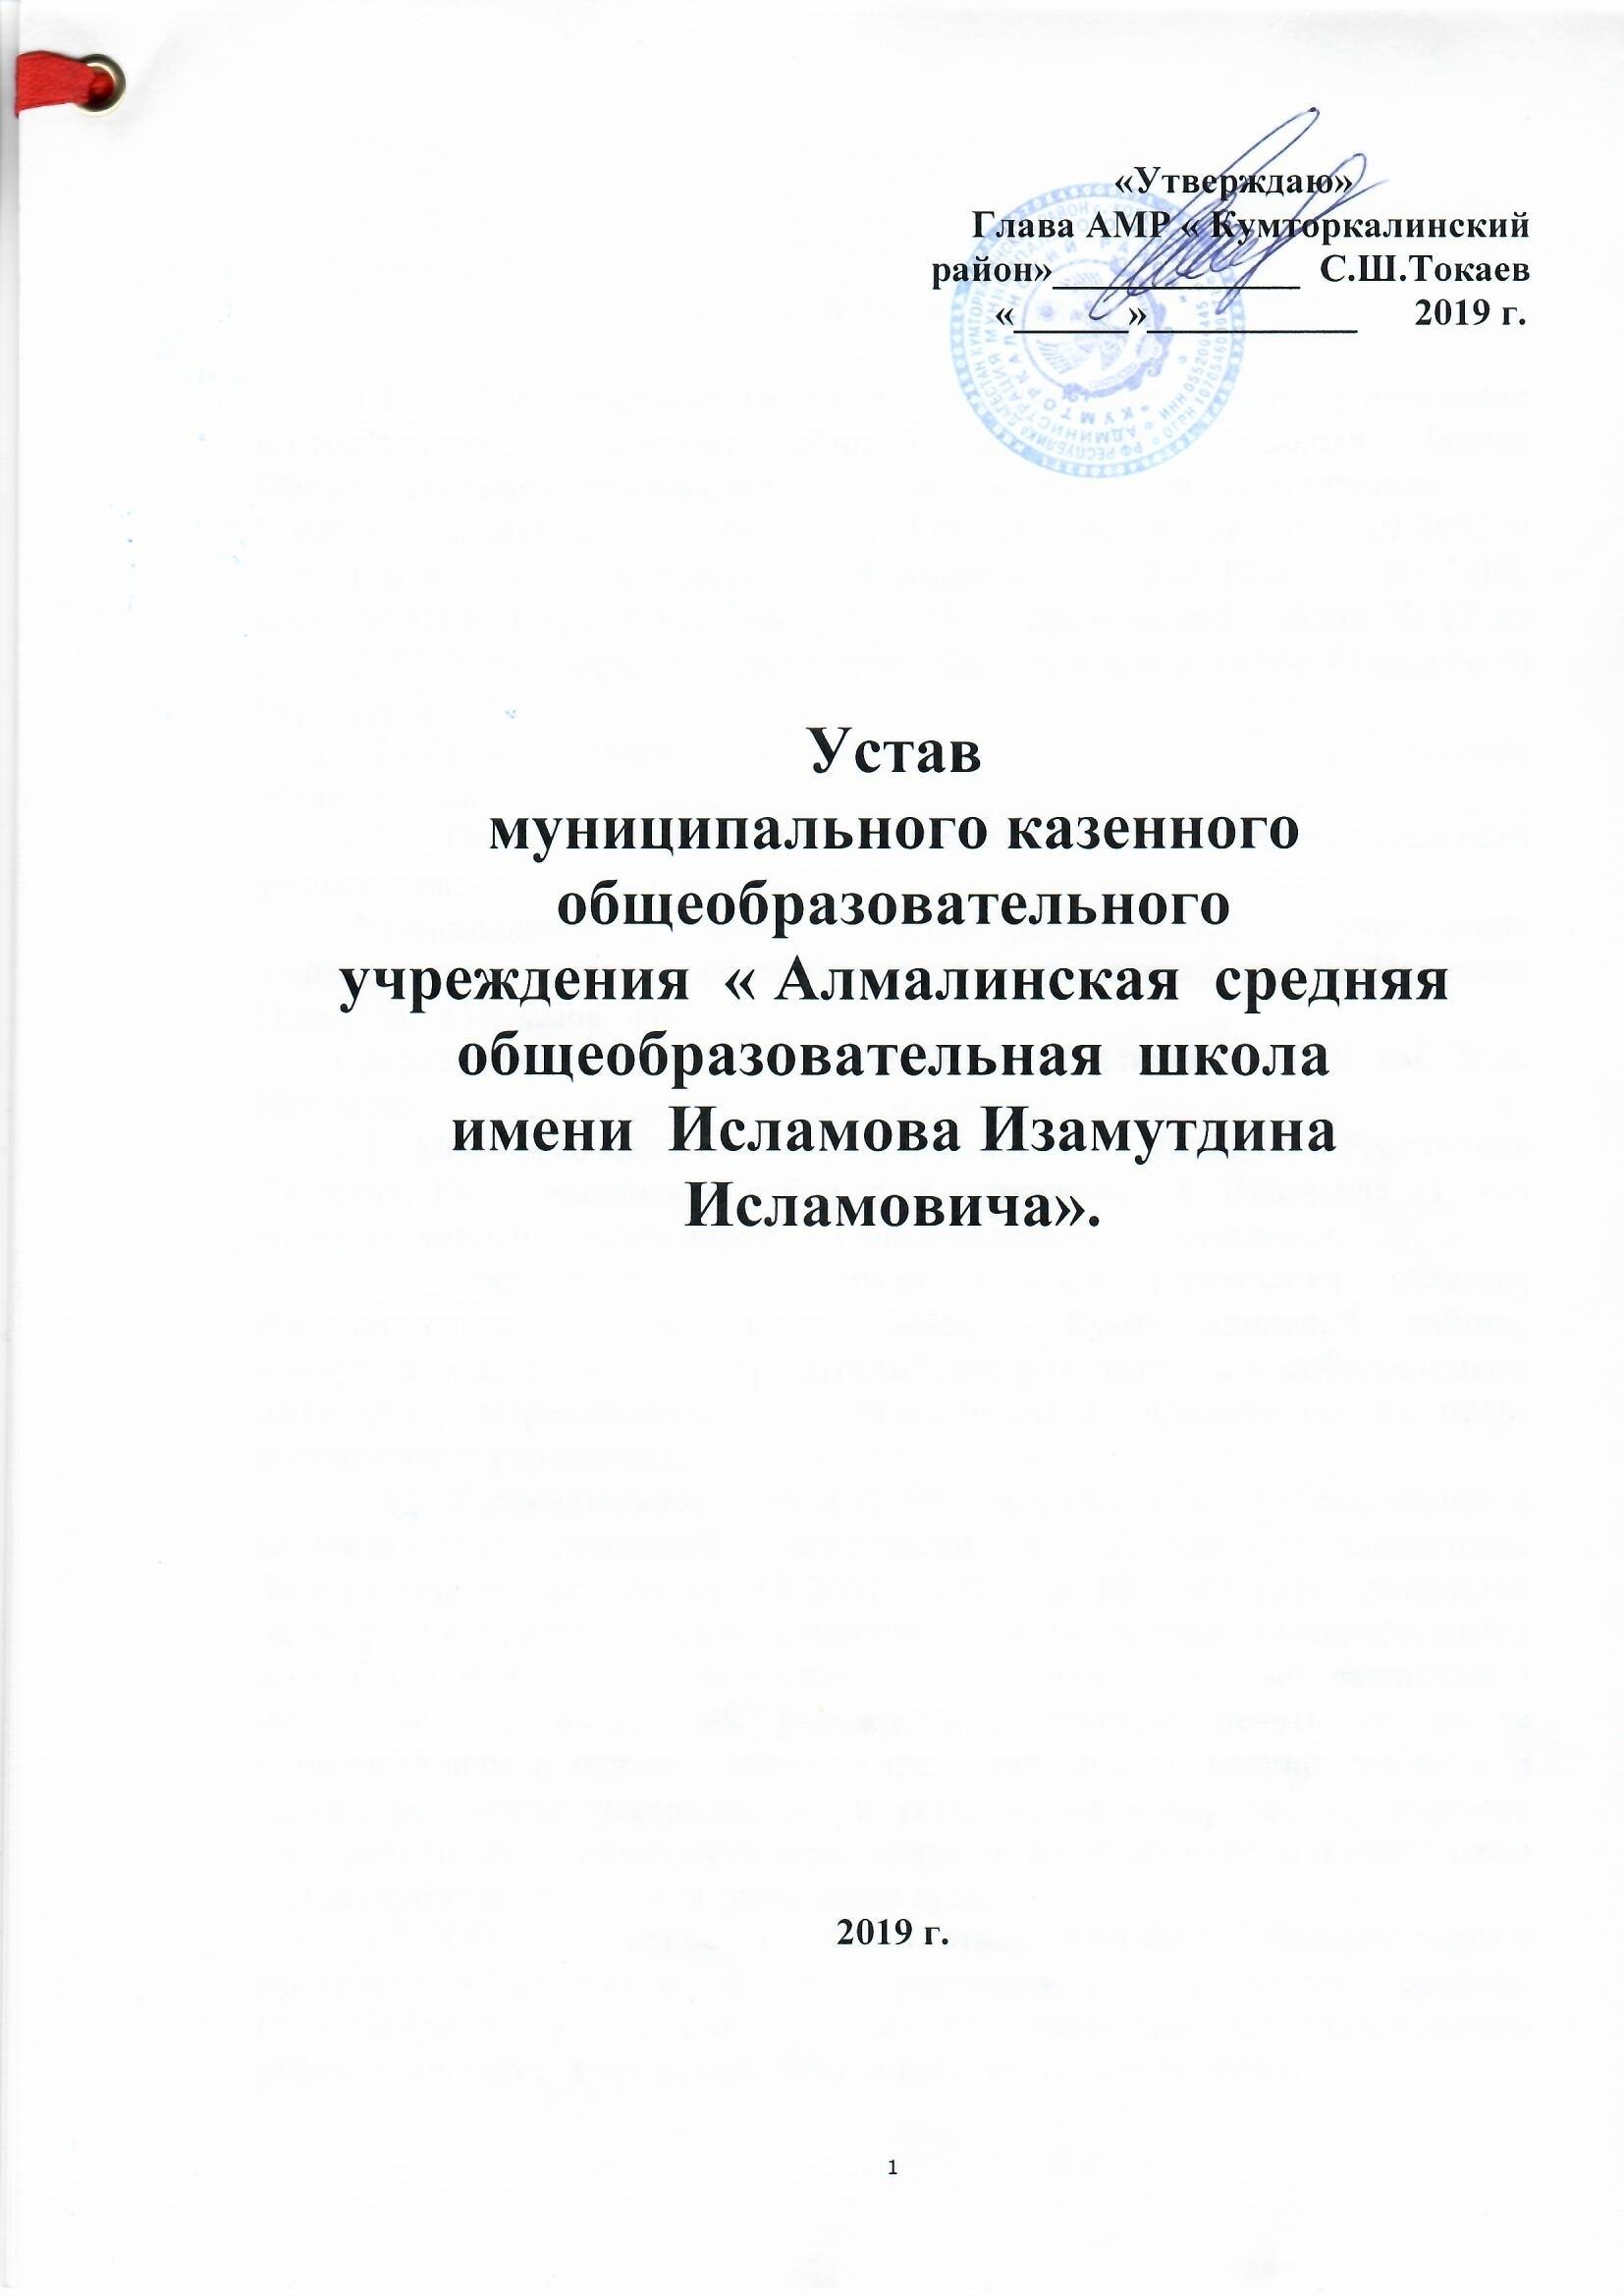 «Утверждаю»
Глава АМР « Кумторкалинский
район»_____________ С.Ш.Токаев
«______»___________ 2019 г.
Устав
муниципального казенного
общеобразовательного
учреждения « Алмалинская средняя
общеобразовательная школа
имени Исламова Изамутдина
Исламовича».
2019 г.
1